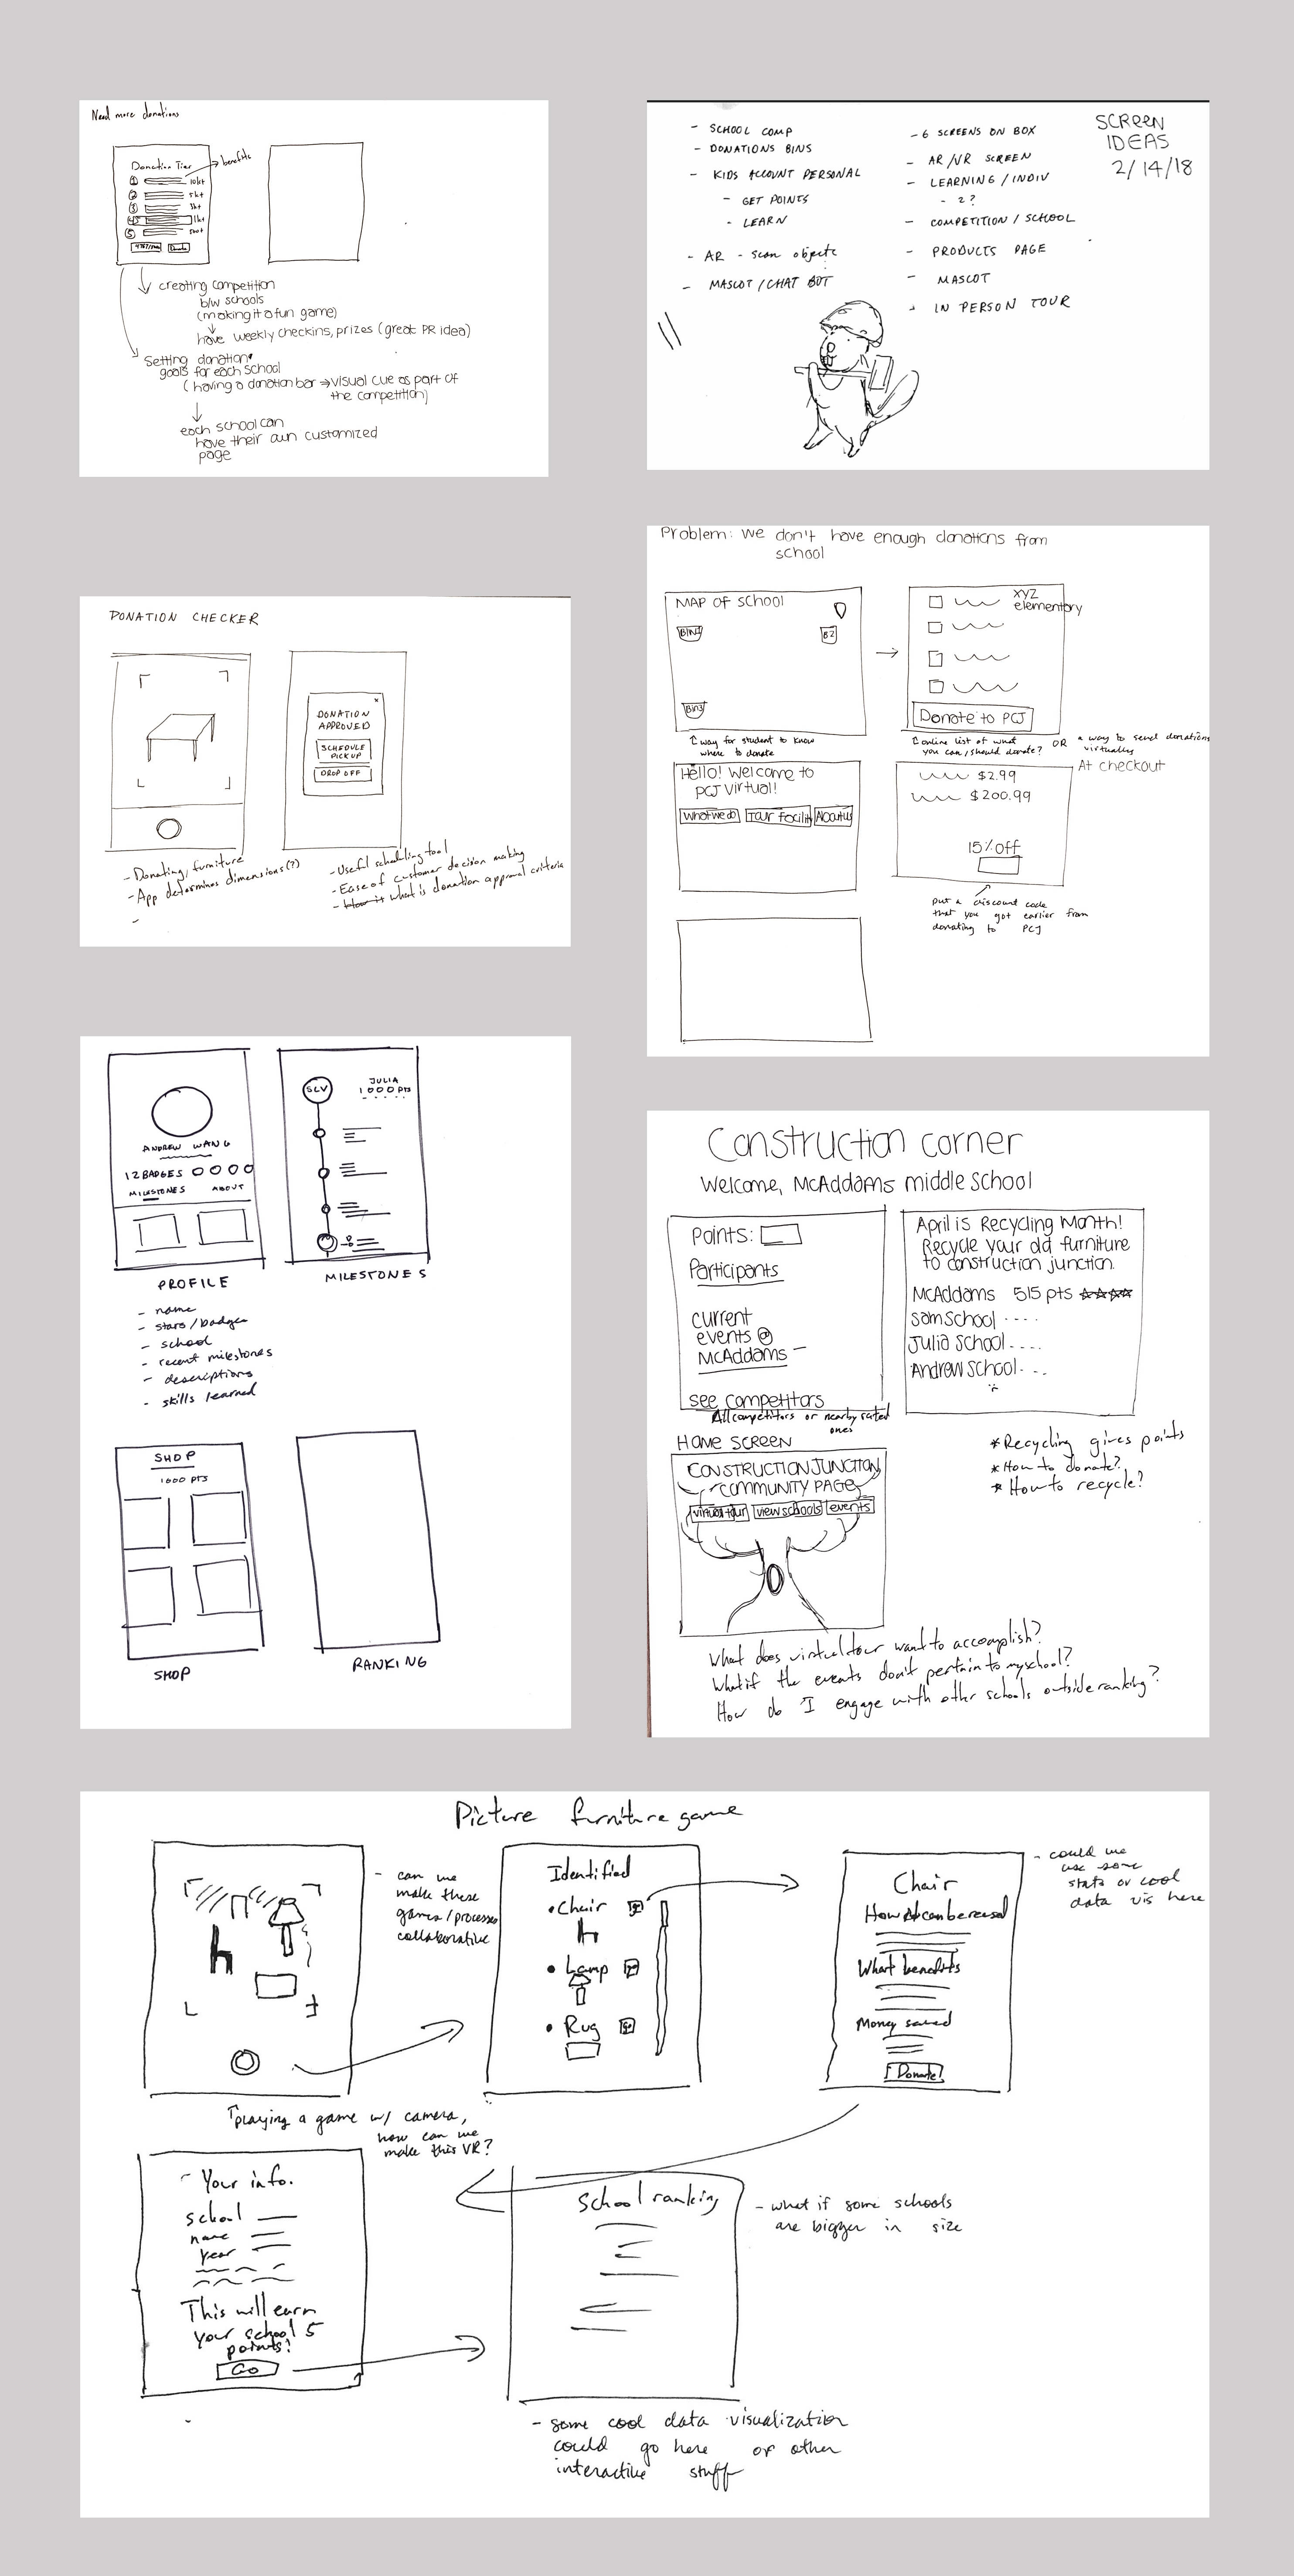 Need more donations
Donation Tier
benefits
1
10k+
2
5k+
3
3k+
1k+
5
500+
Donate
creating competition
b/w schools
(making it a fun game)
have weekly checkins, prizes (great PR idea)
Setting donation
goals for each school
(having a donation bar → visual cue as part of
the competition)
each school can
have their own customized
page
SCREEN
IDEAS
2/14/18
- SCHOOL COMP
- DONATIONS BINS
- KIDS ACCOUNT PERSONAL
- GET POINTS
- LEARN
- AR - scan objects
- MASCOT / CHAT BOT
- 6 SCREENS ON BOX
- AR/VR SCREEN
- LEARNING / INDIV
- 2?
- COMPETITION / SCHOOL
- PRODUCTS PAGE
- MASCOT
- IN PERSON TOUR
DONATION CHECKER
DONATION
APPROVED
x
SCHEDULE
PICKUP
DROP OFF
- Donating furniture
- App determines dimensions(?)
-
- Useful scheduling tool
- Ease of customer decision making
- How it what is donation approval criteria
Problem: We don't have enough donations from
school
MAP OF SCHOOL
BIN1
B2
Bin3
↑ way for student to know
where to donate
XYZ
elementary
Donate to PCJ
↑ online list of what
you can/should donate?
OR a way to send donations
virtually
Hello! Welcome to
PCJ Virtual!
What we do
Tour facility
About us
At checkout
$2.99
$200.99
15% off
put a discount code
that you got earlier from
donating to PCJ
ANDREW WANG
12 BADGES
MILESTONES
ABOUT
PROFILE
- name
- stars/badges
- school
- recent milestones
- descriptions
- skills learned
SLV
JULIA
1000 PTS
MILESTONES
SHOP
1000 PTS
SHOP
RANKING
Construction corner
Welcome, McAddams middle School
Points:
Participants
current
events @
McAddams
see competitors
All competitors or nearby rated
ones
April is Recycling Month!
Recycle your old furniture
to construction junction.
McAddams 515 pts
Sam School ----
Julia School ----
Andrew School ---
HOME SCREEN
CONSTRUCTION JUNCTION
COMMUNITY PAGE
virtual tour
view schools
events
* Recycling gives points
* How to donate?
* How to recycle?
What does virtual tour want to accomplish?
What if the events don't pertain to my school?
How do I engage with other schools outside ranking?
Picture furniture game
- can we
make these
games/processes
collaborative
Identified
• Chair
• Lamp
• Rug
Chair
What benefits
Money saved
Donate!
- could we
use some
stats or cool
data vis here
↑ playing a game w/ camera,
how can we
make this VR?
- Your info.
school
name
year
This will earn
your school 5
points!
Go
School ranking
- what if some schools
are bigger in size
- some cool data visualization
could go here or other
interactive stuff